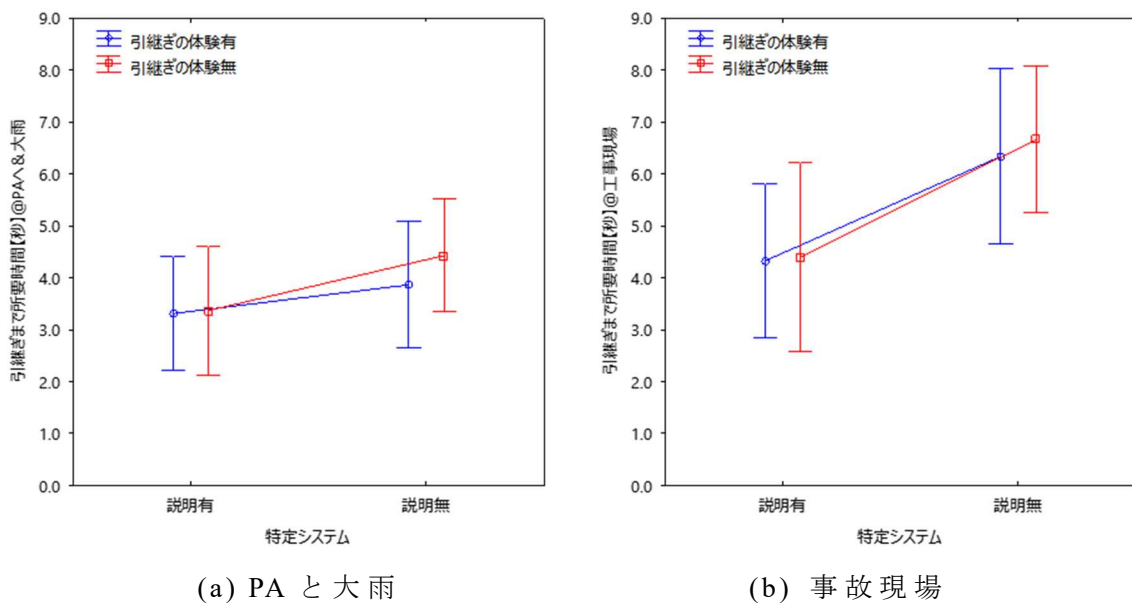 引継ぎまで所要時間【秒】@PAへ&大雨
9.0
8.0
7.0
6.0
5.0
4.0
3.0
2.0
1.0
0.0
引継ぎの体験有
引継ぎの体験無
説明有
説明無
特定システム
(a) PA と大雨
引継ぎまで所要時間【秒】@工事現場
9.0
8.0
7.0
6.0
5.0
4.0
3.0
2.0
1.0
0.0
引継ぎの体験有
引継ぎの体験無
説明有
説明無
特定システム
(b) 事故現場